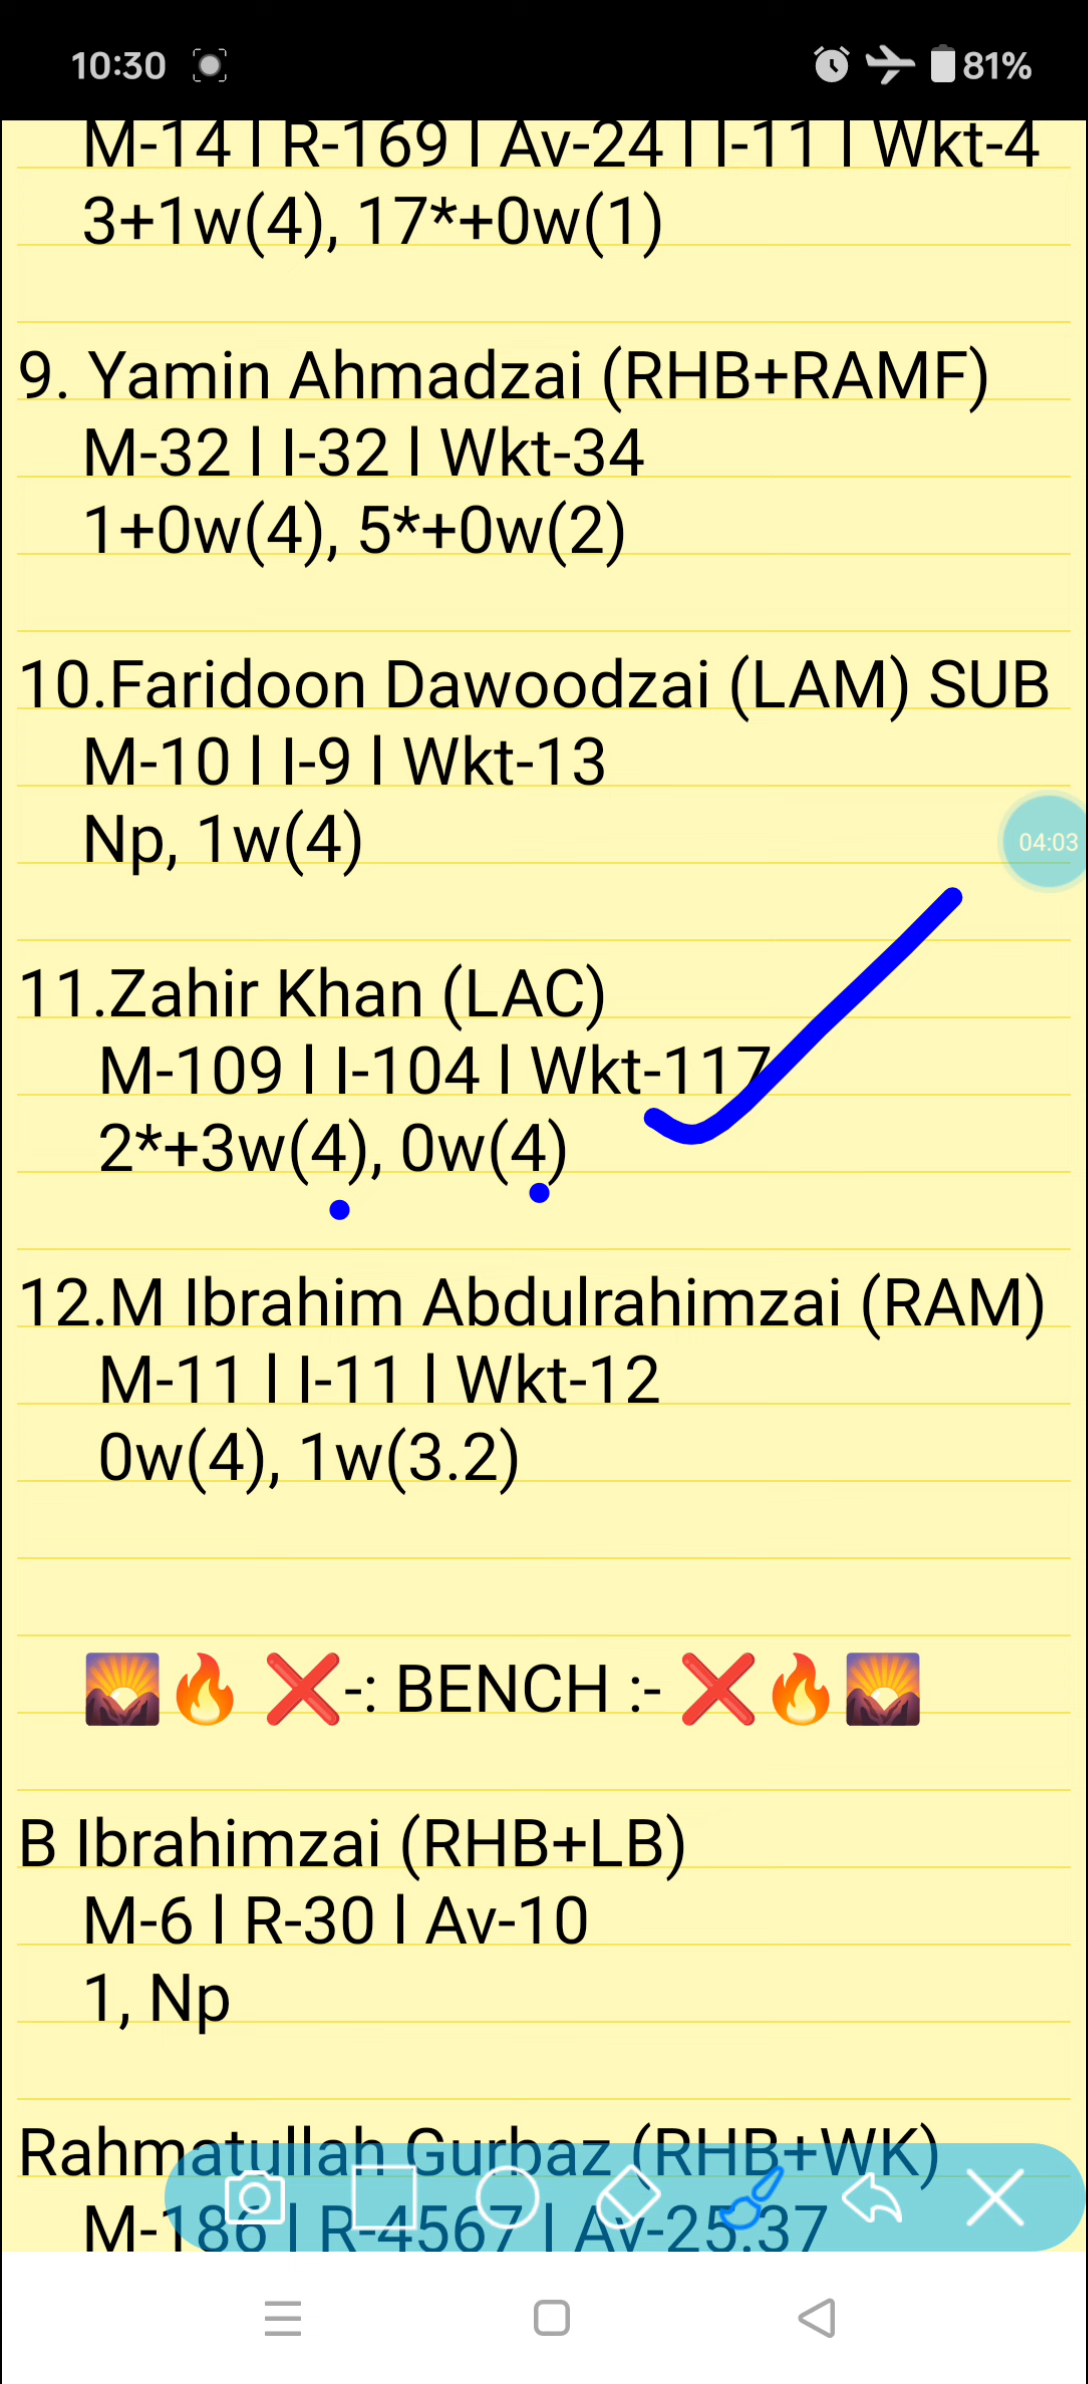 10:30 81%
M-14 l R-169 l Av-24 l I-11 l Wkt-4
3+1w(4), 17*+0w(1)
9. Yamin Ahmadzai (RHB+RAMF)
M-32 l I-32 l Wkt-34
1+0w(4), 5*+0w(2)
10.Faridoon Dawoodzai (LAM) SUB
M-10 l I-9 l Wkt-13
Np, 1w(4)
04:03
11.Zahir Khan (LAC)
M-109 l I-104 l Wkt-117
2*+3w(4), 0w(4)
12.M Ibrahim Abdulrahimzai (RAM)
M-11 l I-11 l Wkt-12
0w(4), 1w(3.2)
🌄🔥 ❌-: BENCH :- ❌🔥🌄
B Ibrahimzai (RHB+LB)
M-6 l R-30 l Av-10
1, Np
Rahmatullah Gurbaz (RHB+WK)
M-186 l R-4567 l Av-25.37